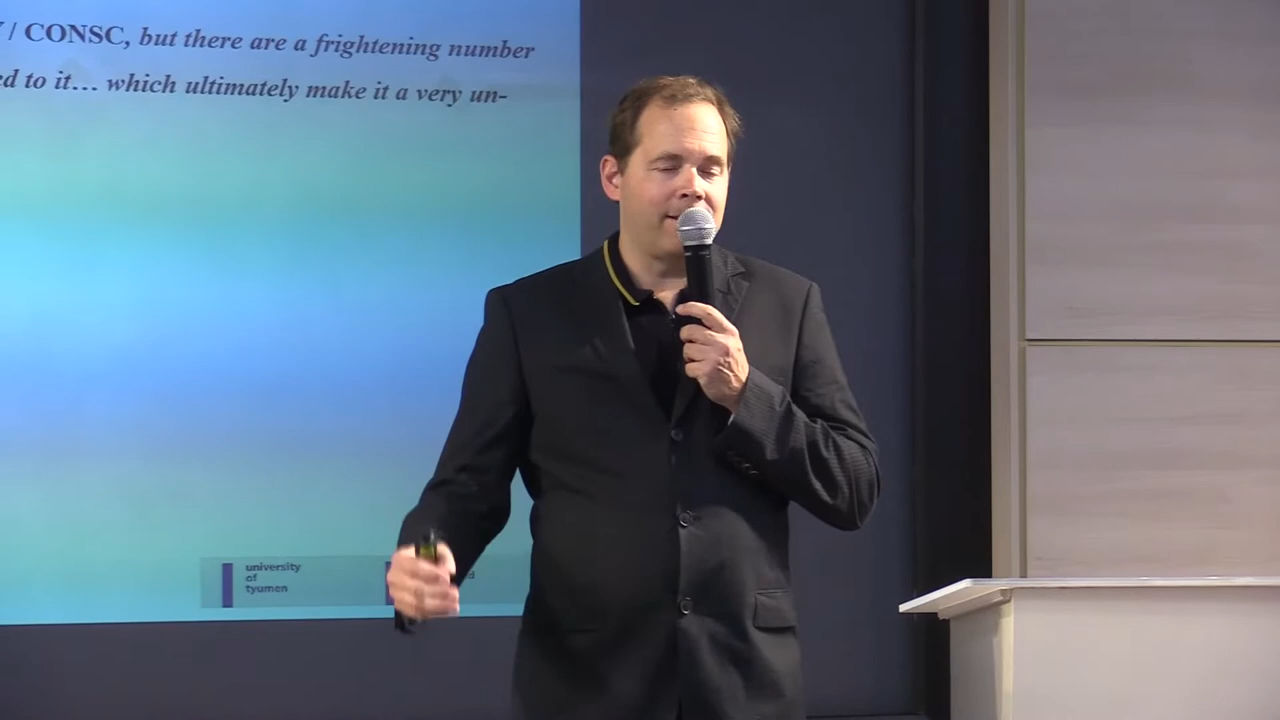 / CONSC, but there are a frightening number
ed to it… which ultimately make it a very un-
university
of
tyumen